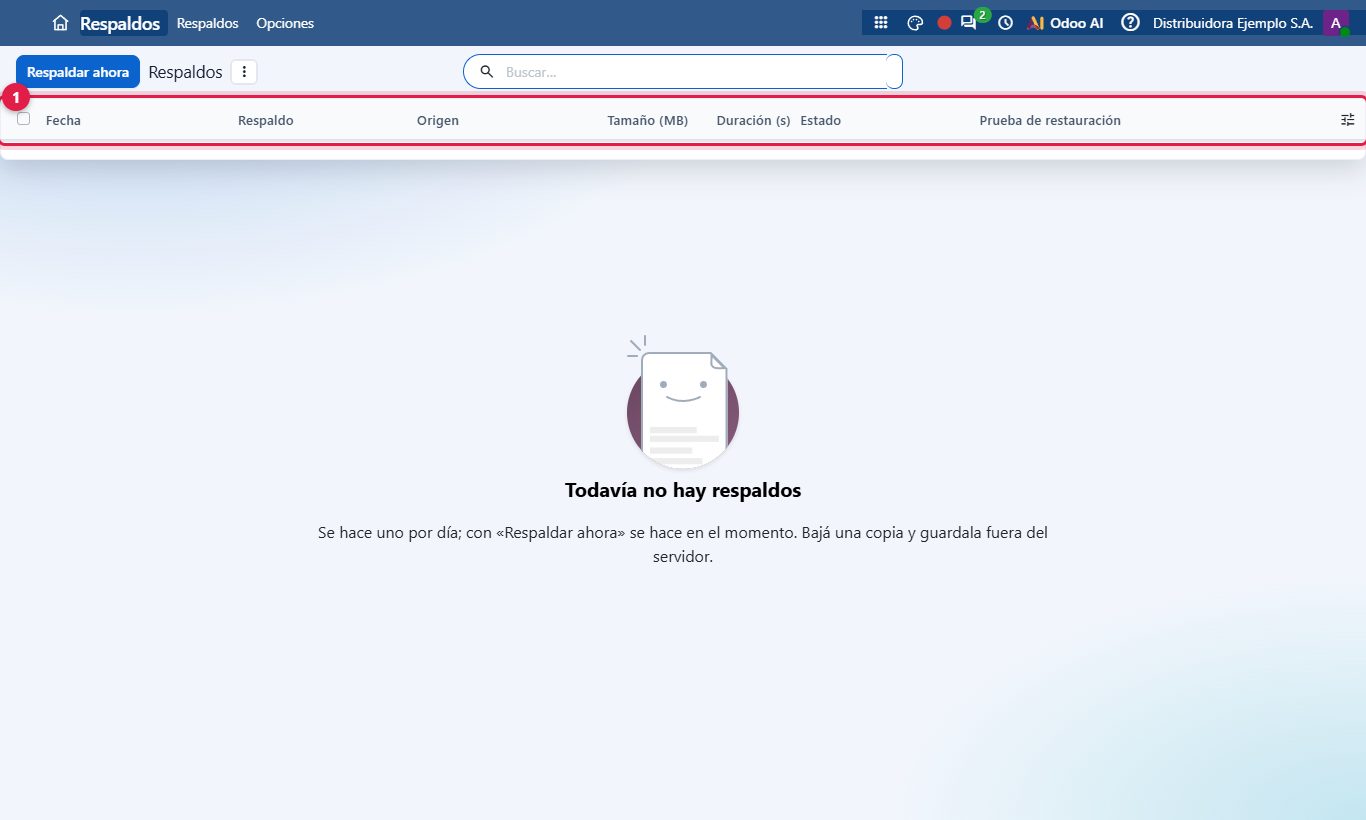 Respaldos Respaldos Opciones 2 Odoo AI Distribuidora Ejemplo S.A. A
Respaldar ahora Respaldos Buscar...
1
Fecha Respaldo Origen Tamaño (MB) Duración (s) Estado Prueba de restauración
Todavía no hay respaldos
Se hace uno por día; con «Respaldar ahora» se hace en el momento. Bajá una copia y guardala fuera del
servidor.